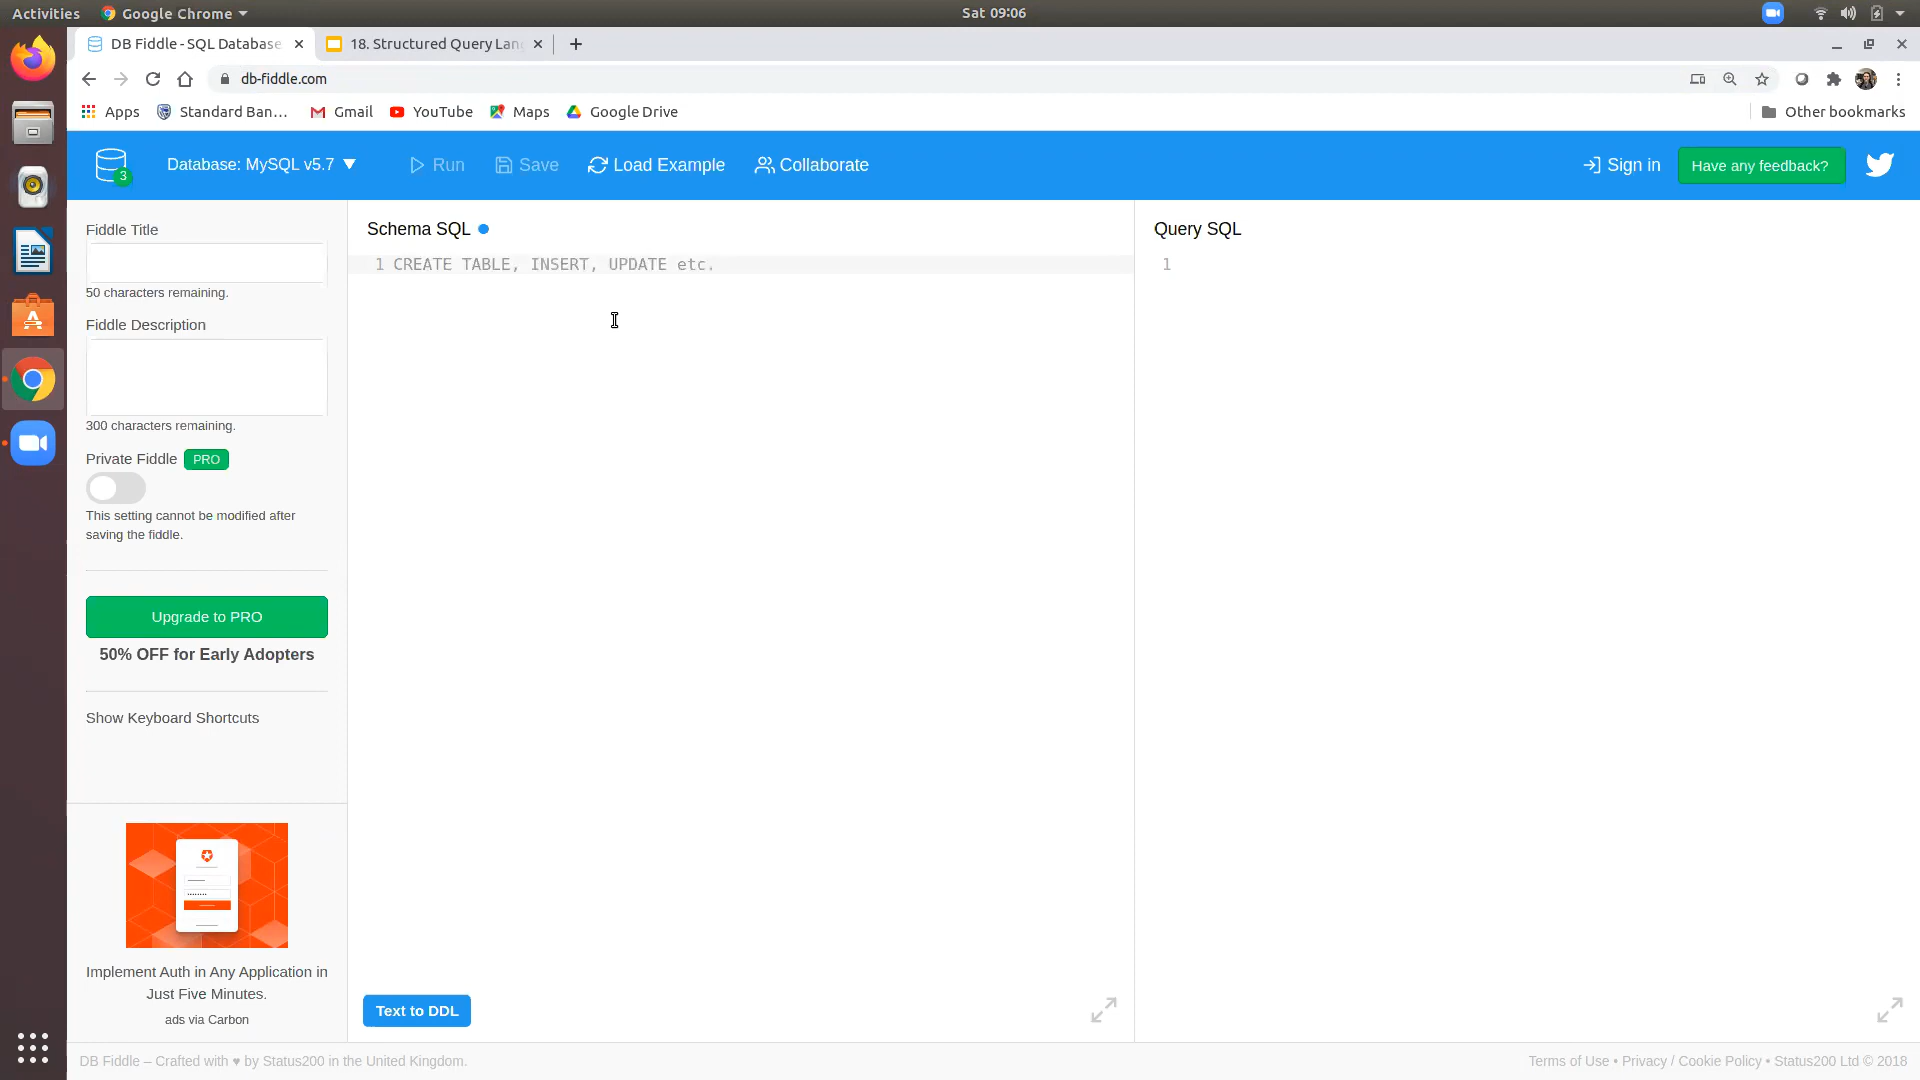 Activities
Google Chrome
Sat 09:06
DB Fiddle - SQL Database
18. Structured Query Lan
db-fiddle.com
Apps
Standard Ban...
Gmail
YouTube
Maps
Google Drive
Other bookmarks
3
Database: MySQL v5.7
Run
Save
Load Example
Collaborate
Sign in
Have any feedback?
Fiddle Title
50 characters remaining.
Fiddle Description
300 characters remaining.
Private Fiddle PRO
This setting cannot be modified after
saving the fiddle.
Upgrade to PRO
50% OFF for Early Adopters
Show Keyboard Shortcuts
Implement Auth in Any Application in
Just Five Minutes.
ads via Carbon
Schema SQL
1 CREATE TABLE, INSERT, UPDATE etc.
Text to DDL
Query SQL
1
DB Fiddle – Crafted with ♥ by Status200 in the United Kingdom.
Terms of Use • Privacy / Cookie Policy • Status200 Ltd © 2018